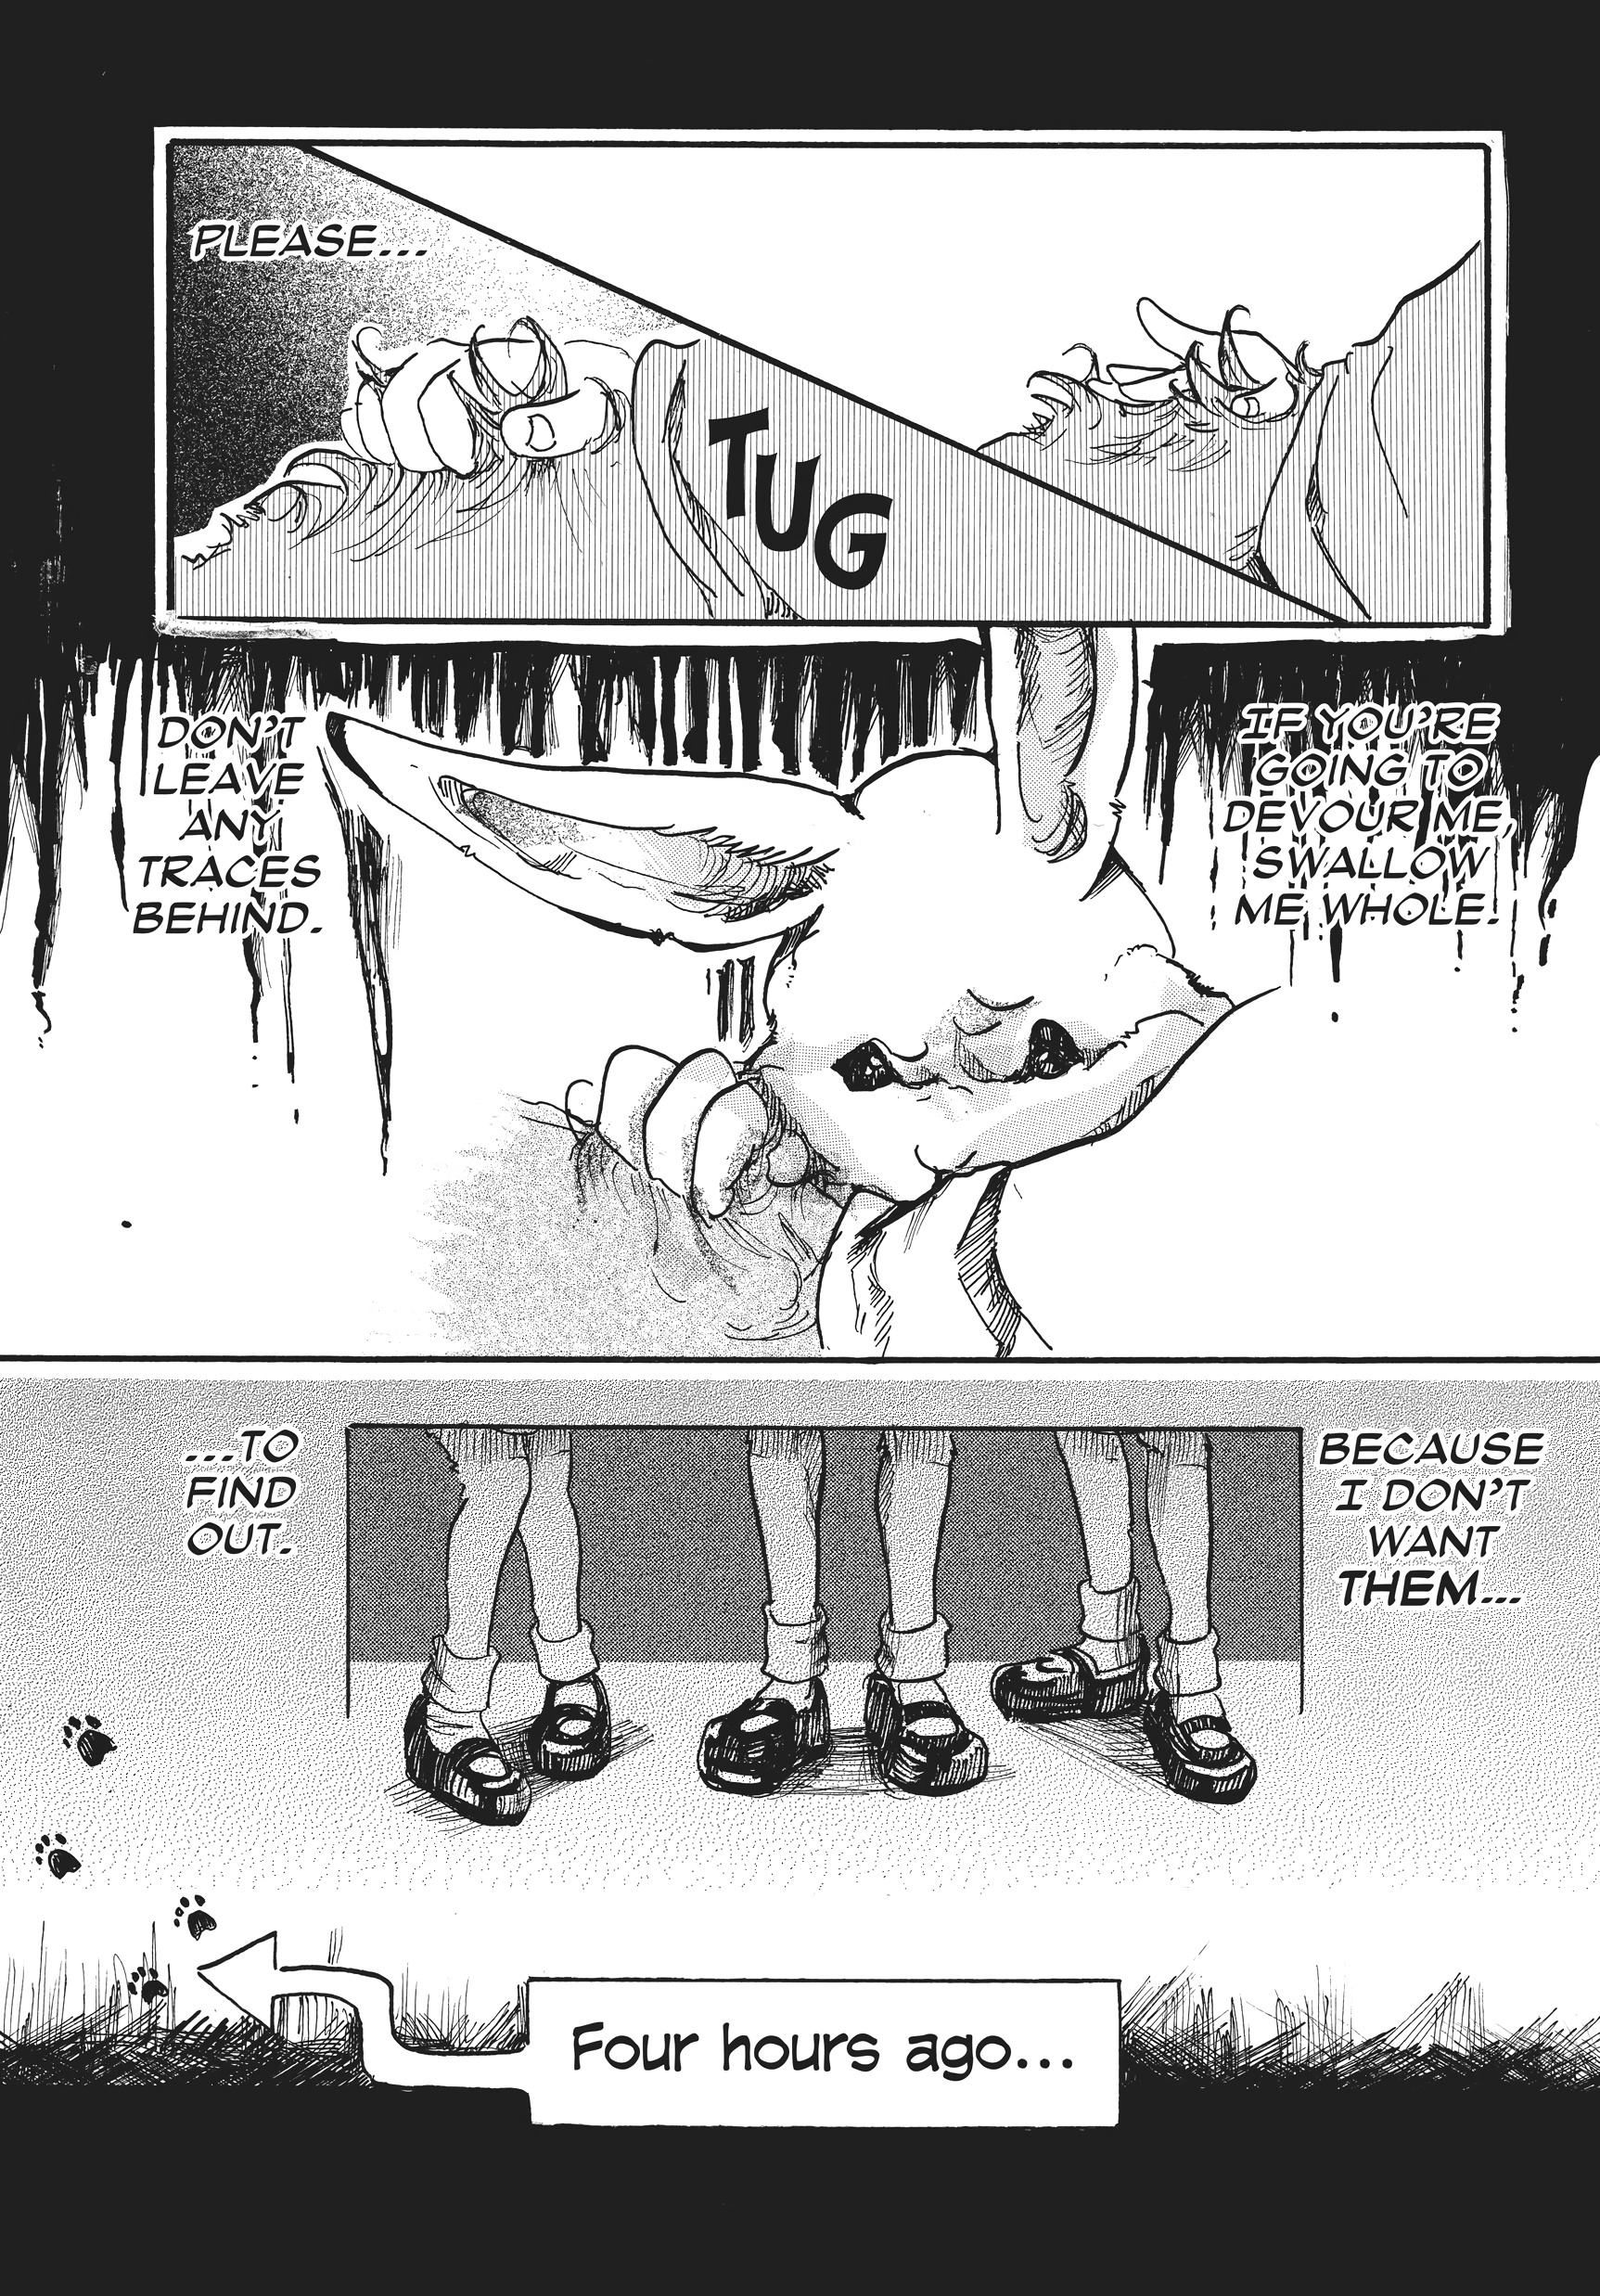 PLEASE...
TUG
IF YOU'RE
GOING TO
DEVOUR ME,
SWALLOW
ME WHOLE.
DON'T
LEAVE
ANY
TRACES
BEHIND.
BECAUSE
I DON'T
WANT
THEM...
...TO
FIND
OUT.
Four hours ago...